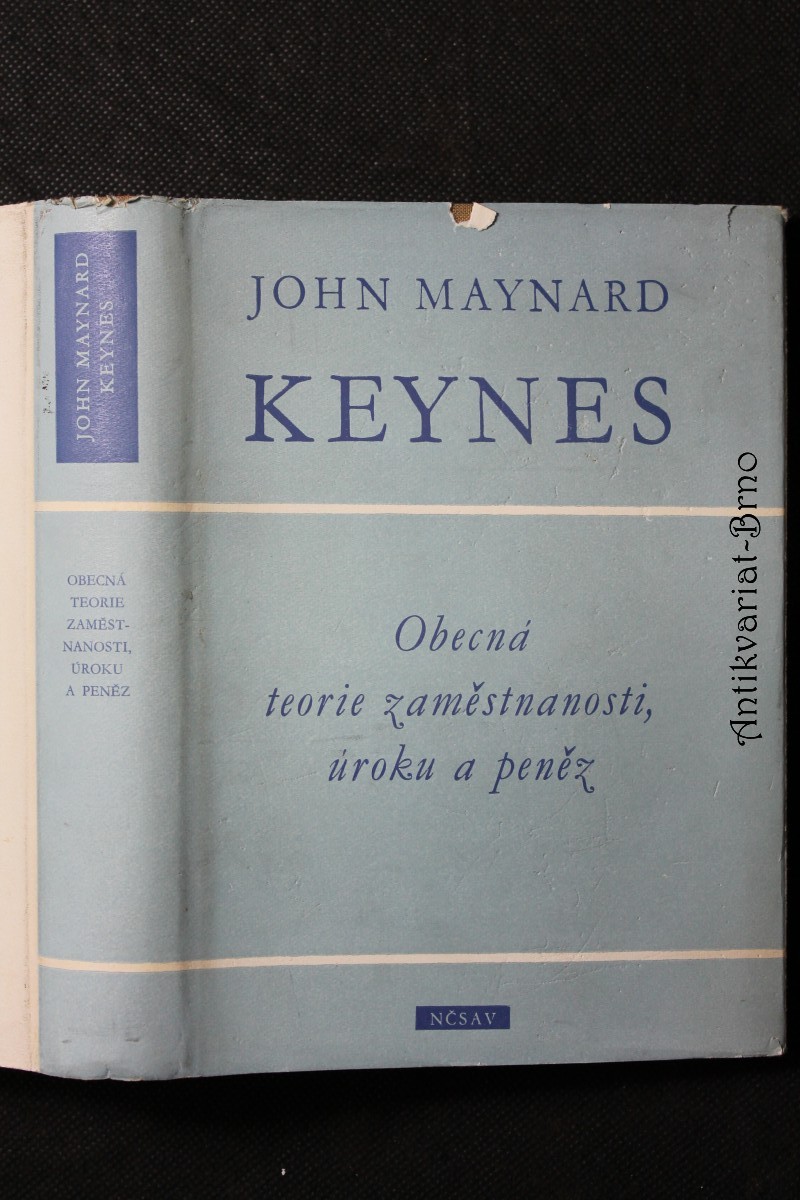 JOHN MAYNARD
KEYNES
OBECNÁ
TEORIE
ZAMĚST-
NANOSTI,
ÚROKU
A PENĚZ
JOHN MAYNARD
KEYNES
Obecná
teorie zaměstnanosti,
úroku a peněz
NČSAV
Antikvariat-Brno